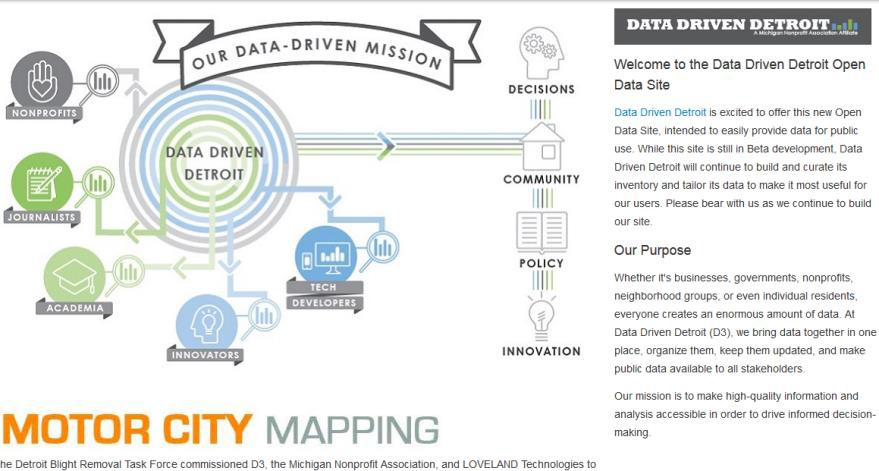 OUR DATA-DRIVEN MISSION
NONPROFITS
JOURNALISTS
ACADEMIA
INNOVATORS
TECH
DEVELOPERS
DATA DRIVEN
DETROIT
DECISIONS
COMMUNITY
POLICY
INNOVATION
MOTOR CITY MAPPING
he Detroit Blight Removal Task Force commissioned D3, the Michigan Nonprofit Association, and LOVELAND Technologies to
DATA DRIVEN DETROIT
A Michigan Nonprofit Association Affiliate
Welcome to the Data Driven Detroit Open
Data Site
Data Driven Detroit is excited to offer this new Open
Data Site, intended to easily provide data for public
use. While this site is still in Beta development, Data
Driven Detroit will continue to build and curate its
inventory and tailor its data to make it most useful for
our users. Please bear with us as we continue to build
our site.
Our Purpose
Whether it's businesses, governments, nonprofits,
neighborhood groups, or even individual residents,
everyone creates an enormous amount of data. At
Data Driven Detroit (D3), we bring data together in one
place, organize them, keep them updated, and make
public data available to all stakeholders.
Our mission is to make high-quality information and
analysis accessible in order to drive informed decision-
making.